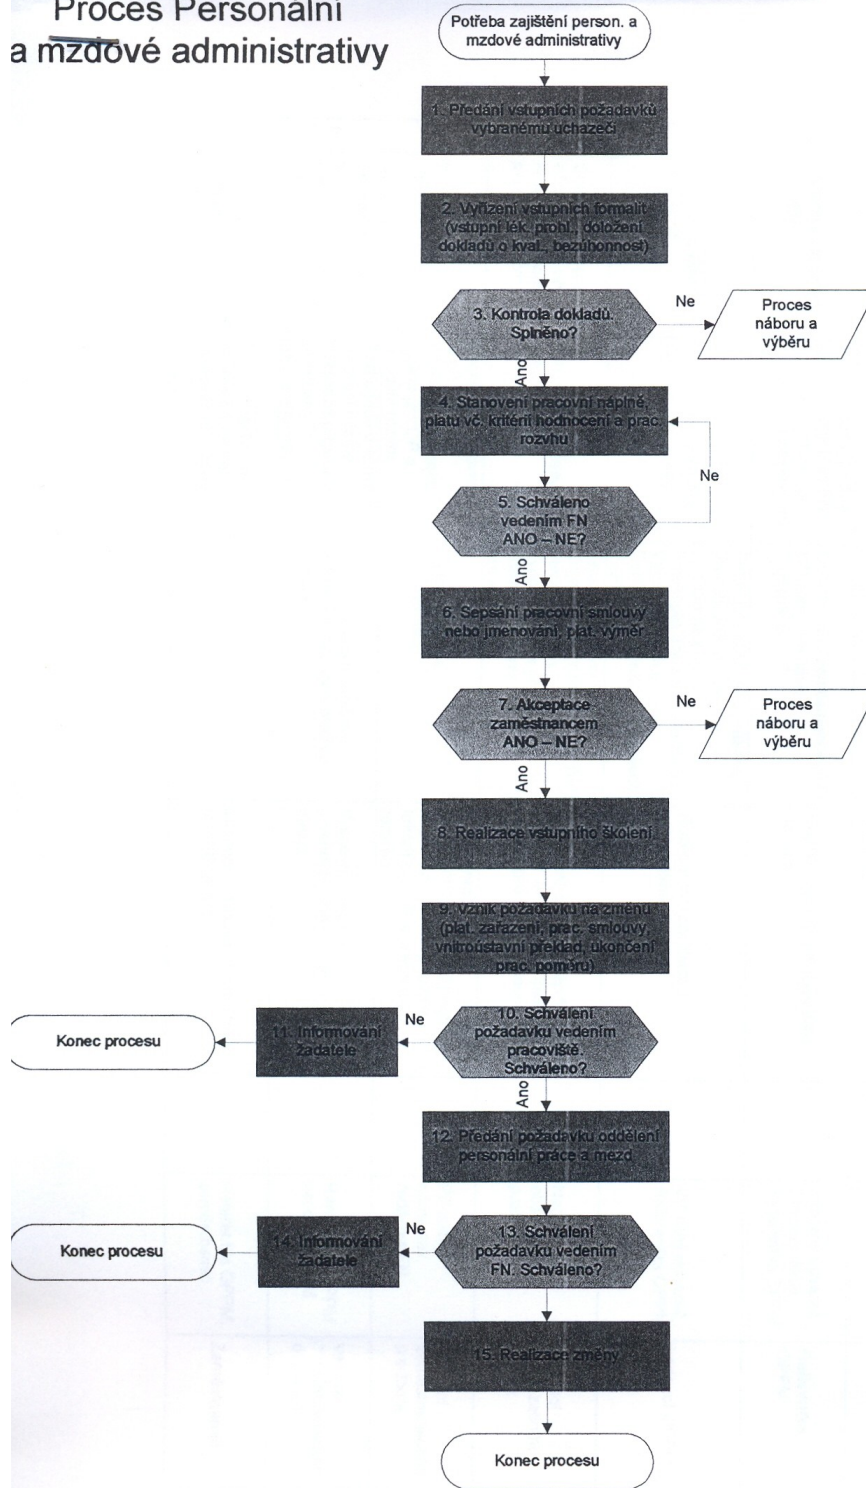 Proces Personální
a mzdové administrativy
Potřeba zajištění person. a
mzdové administrativy
1. Předání vstupních požadavků
vybranému uchazeči
2. Vyřízení vstupních formalit
(vstupní lék. prohl., doložení
dokladů o kval., bezúhonnost)
3. Kontrola dokladů.
Splněno?
Ne
Proces
náboru a
výběru
Ano
4. Stanovení pracovní náplně,
platu vč. kritérií hodnocení a prac.
rozvhu
Ne
5. Schváleno
vedením FN
ANO – NE?
Ano
6. Sepsání pracovní smlouvy
nebo jmenování, plat. výměr
7. Akceptace
zaměstnancem
ANO – NE?
Ne
Proces
náboru a
výběru
Ano
8. Realizace vstupního školení
9. Vznik požadavku na změnu
(plat. zařazení, prac. smlouvy,
vnitroústavní překlad, ukončení
prac. poměru)
10. Schválení
požadavku vedením
pracoviště.
Schváleno?
Ne
11. Informování
žadatele
Konec procesu
Ano
12. Předání požadavku oddělení
personální práce a mezd
13. Schválení
požadavku vedením
FN. Schváleno?
Ne
14. Informování
žadatele
Konec procesu
15. Realizace změny
Konec procesu